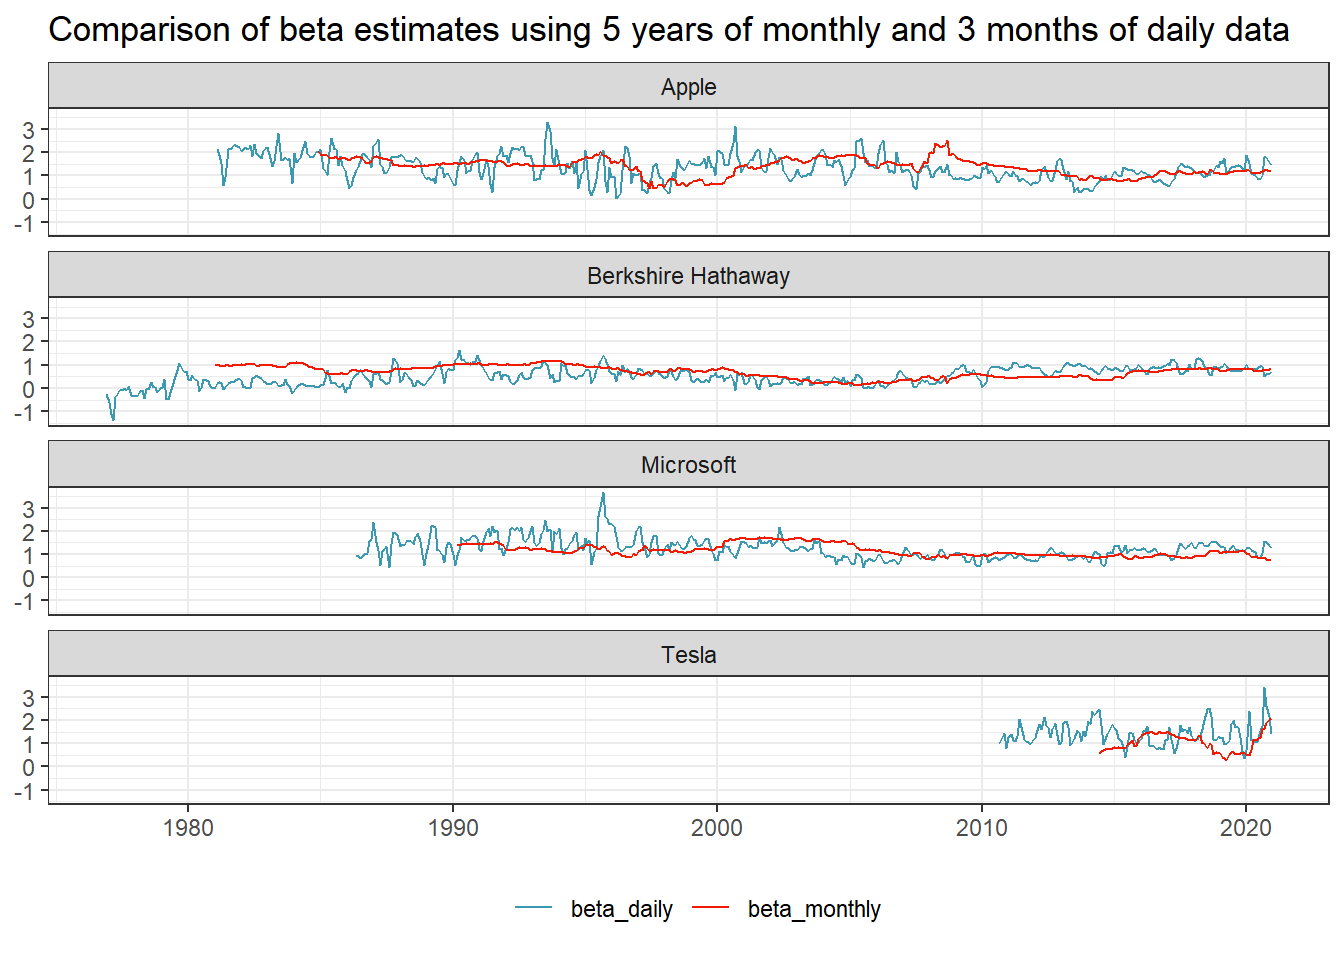 Comparison of beta estimates using 5 years of monthly and 3 months of daily data
Apple
3
2
1
0
-1
Berkshire Hathaway
3
2
1
0
-1
Microsoft
3
2
1
0
-1
Tesla
3
2
1
0
-1
1980 1990 2000 2010 2020
beta_daily beta_monthly